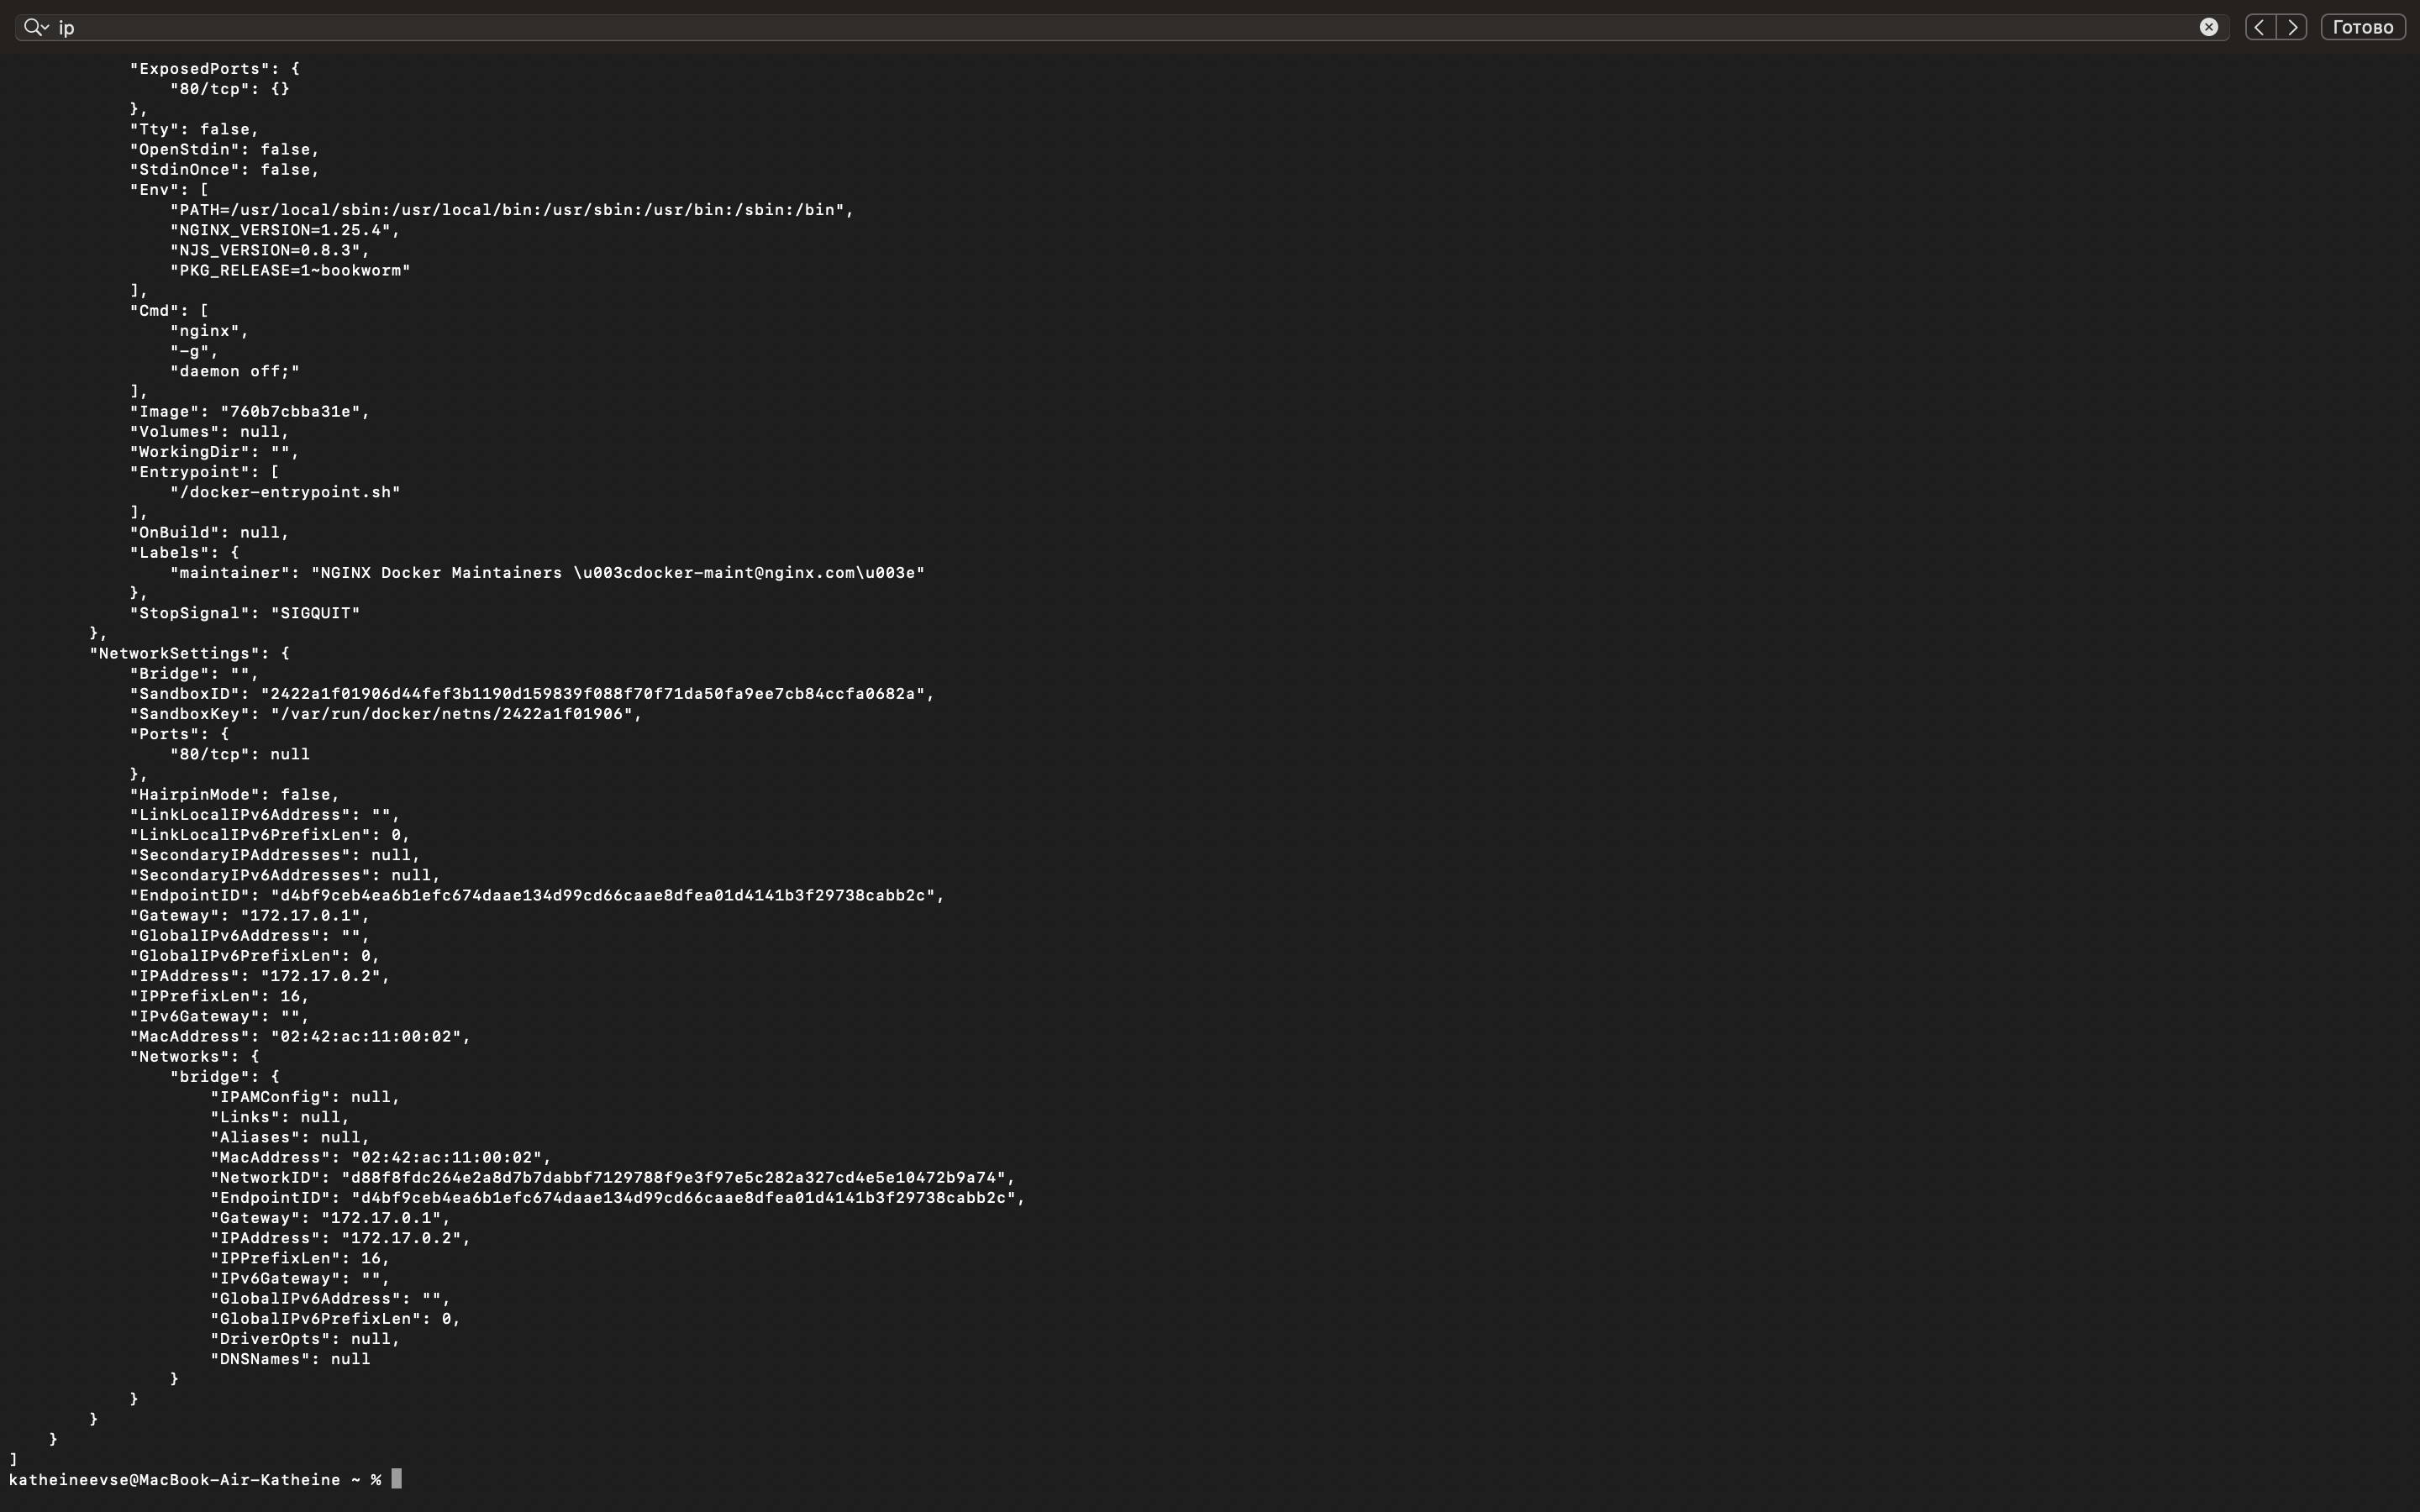 ip
Готово
"ExposedPorts": {
"80/tcp": {}
},
"Tty": false,
"OpenStdin": false,
"StdinOnce": false,
"Env": [
"PATH=/usr/local/sbin:/usr/local/bin:/usr/sbin:/usr/bin:/sbin:/bin",
"NGINX_VERSION=1.25.4",
"NJS_VERSION=0.8.3",
"PKG_RELEASE=1~bookworm"
],
"Cmd": [
"nginx",
"-g",
"daemon off;"
],
"Image": "760b7cbba31e",
"Volumes": null,
"WorkingDir": "",
"Entrypoint": [
"/docker-entrypoint.sh"
],
"OnBuild": null,
"Labels": {
"maintainer": "NGINX Docker Maintainers \u003cdocker-maint@nginx.com\u003e"
},
"StopSignal": "SIGQUIT"
},
"NetworkSettings": {
"Bridge": "",
"SandboxID": "2422a1f01906d44fef3b1190d159839f088f70f71da50fa9ee7cb84ccfa0682a",
"SandboxKey": "/var/run/docker/netns/2422a1f01906",
"Ports": {
"80/tcp": null
},
"HairpinMode": false,
"LinkLocalIPv6Address": "",
"LinkLocalIPv6PrefixLen": 0,
"SecondaryIPAddresses": null,
"SecondaryIPv6Addresses": null,
"EndpointID": "d4bf9ceb4ea6b1efc674daae134d99cd66caae8dfea01d4141b3f29738cabb2c",
"Gateway": "172.17.0.1",
"GlobalIPv6Address": "",
"GlobalIPv6PrefixLen": 0,
"IPAddress": "172.17.0.2",
"IPPrefixLen": 16,
"IPv6Gateway": "",
"MacAddress": "02:42:ac:11:00:02",
"Networks": {
"bridge": {
"IPAMConfig": null,
"Links": null,
"Aliases": null,
"MacAddress": "02:42:ac:11:00:02",
"NetworkID": "d88f8fdc264e2a8d7b7dabbf7129788f9e3f97e5c282a327cd4e5e10472b9a74",
"EndpointID": "d4bf9ceb4ea6b1efc674daae134d99cd66caae8dfea01d4141b3f29738cabb2c",
"Gateway": "172.17.0.1",
"IPAddress": "172.17.0.2",
"IPPrefixLen": 16,
"IPv6Gateway": "",
"GlobalIPv6Address": "",
"GlobalIPv6PrefixLen": 0,
"DriverOpts": null,
"DNSNames": null
}
}
}
}
]
katheineevse@MacBook-Air-Katheine ~ %